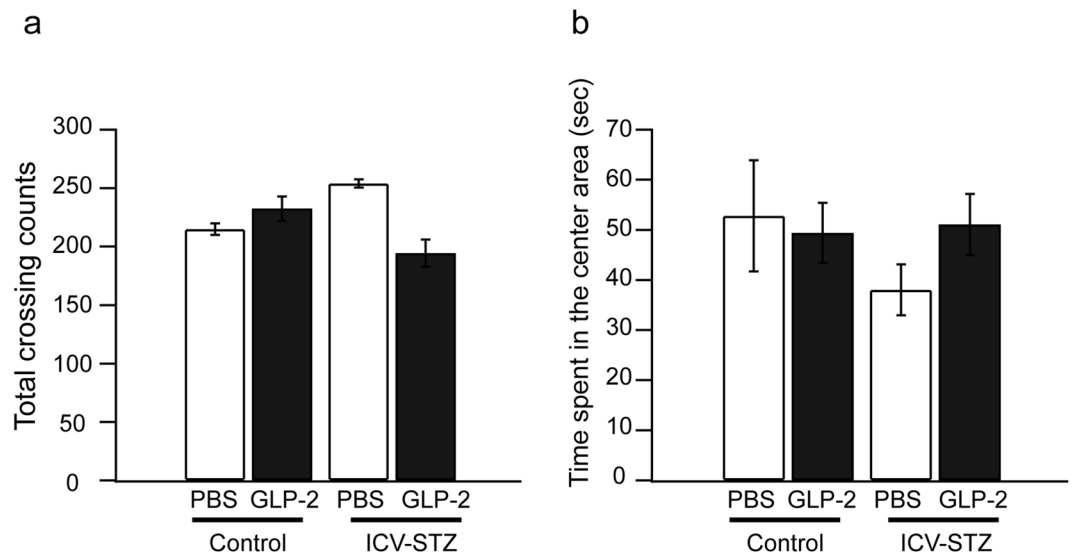 a
Total crossing counts
300
250
200
150
100
50
0
PBS GLP-2 PBS GLP-2
Control ICV-STZ
b
Time spent in the center area (sec)
70
60
50
40
30
20
10
0
PBS GLP-2 PBS GLP-2
Control ICV-STZ